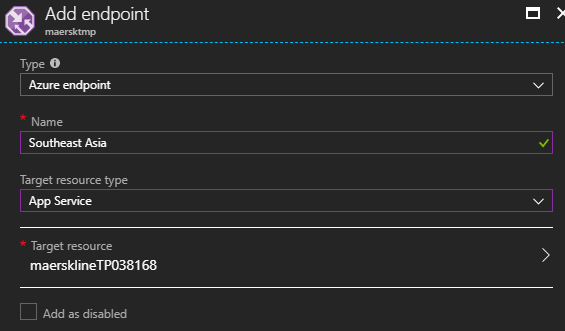 Add endpoint
maersktmp
Type
Azure endpoint
* Name
Southeast Asia
Target resource type
App Service
* Target resource
maersklineTP038168
Add as disabled